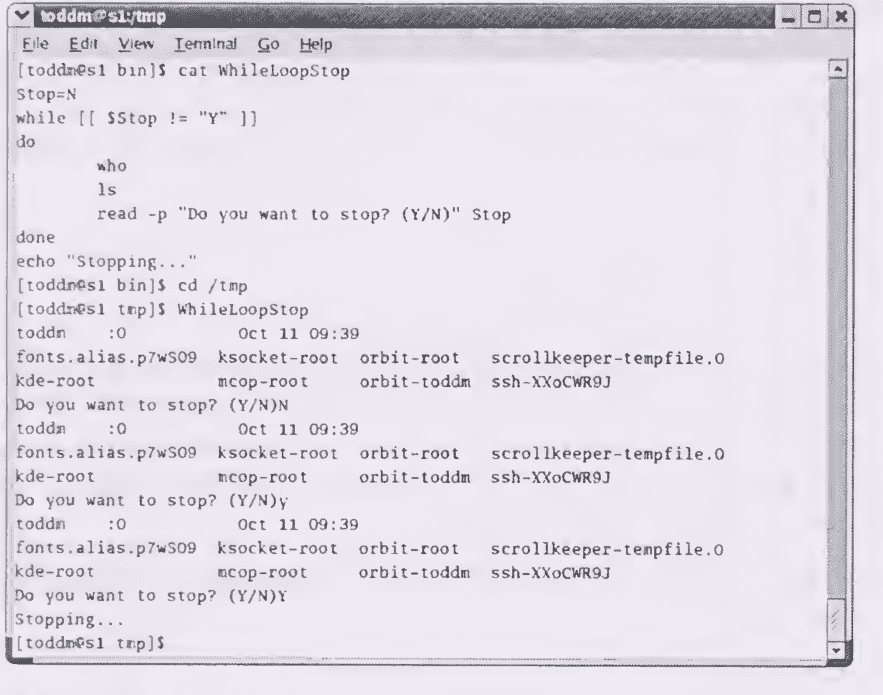 toddm@s1:/tmp
File Edit View Terminal Go Help
[toddm@s1 bin]$ cat WhileLoopStop
Stop=N
while [[ $Stop != "Y" ]]
do
        who
        ls
        read -p "Do you want to stop? (Y/N)" Stop
done
echo "Stopping..."
[toddm@s1 bin]$ cd /tmp
[toddm@s1 tmp]$ WhileLoopStop
toddm    :0           Oct 11 09:39
fonts.alias.p7wSO9  ksocket-root  orbit-root   scrollkeeper-tempfile.0
kde-root            mcop-root     orbit-toddm  ssh-XXoCWR9J
Do you want to stop? (Y/N)N
toddm    :0           Oct 11 09:39
fonts.alias.p7wSO9  ksocket-root  orbit-root   scrollkeeper-tempfile.0
kde-root            mcop-root     orbit-toddm  ssh-XXoCWR9J
Do you want to stop? (Y/N)y
toddm    :0           Oct 11 09:39
fonts.alias.p7wSO9  ksocket-root  orbit-root   scrollkeeper-tempfile.0
kde-root            mcop-root     orbit-toddm  ssh-XXoCWR9J
Do you want to stop? (Y/N)Y
Stopping...
[toddm@s1 tmp]$